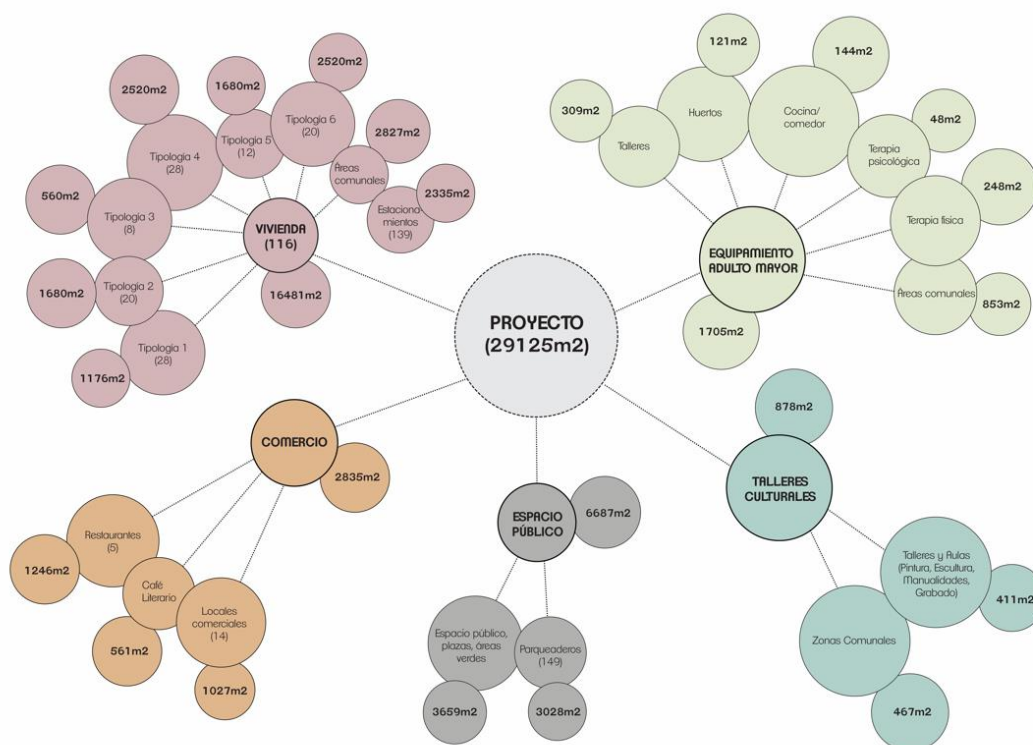 2520m2
1680m2
2520m2
Tipología 6
(20)
Tipología 5
(12)
2827m2
Tipología 4
(28)
Áreas
comunales
2335m2
Estaciona-
mientos
(139)
560m2
Tipología 3
(8)
VIVIENDA
(116)
1680m2
Tipología 2
(20)
16481m2
Tipología 1
(28)
1176m2
121m2
144m2
309m2
Huertos
Cocina/
comedor
48m2
Talleres
Terapia
psicológica
248m2
Terapia física
EQUIPAMIENTO
ADULTO MAYOR
Áreas comunales
853m2
1705m2
PROYECTO
(29125m2)
COMERCIO
2835m2
Restaurantes
(5)
1246m2
Café
Literario
Locales
comerciales
(14)
561m2
1027m2
ESPACIO
PÚBLICO
6687m2
Espacio público,
plazas, áreas
verdes
Parqueaderos
(149)
3659m2
3028m2
878m2
TALLERES
CULTURALES
Talleres y Aulas
(Pintura, Escultura,
Manualidades,
Grabado)
411m2
Zonas Comunales
467m2